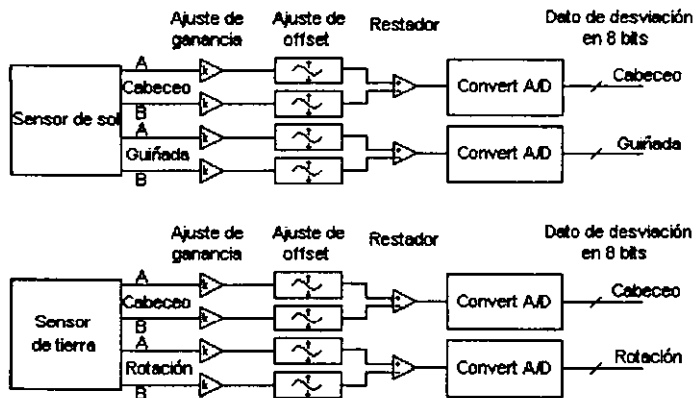 Ajuste de ganancia
Ajuste de offset
Restador
Dato de desviación en 8 bits
Sensor de sol
A
Cabeceo
B
A
Guiñada
B
k
k
k
k
Convert A/D
Convert A/D
Cabeceo
Guiñada
Ajuste de ganancia
Ajuste de offset
Restador
Dato de desviación en 8 bits
Sensor de tierra
A
Cabeceo
B
A
Rotación
B
k
k
k
k
Convert A/D
Convert A/D
Cabeceo
Rotación